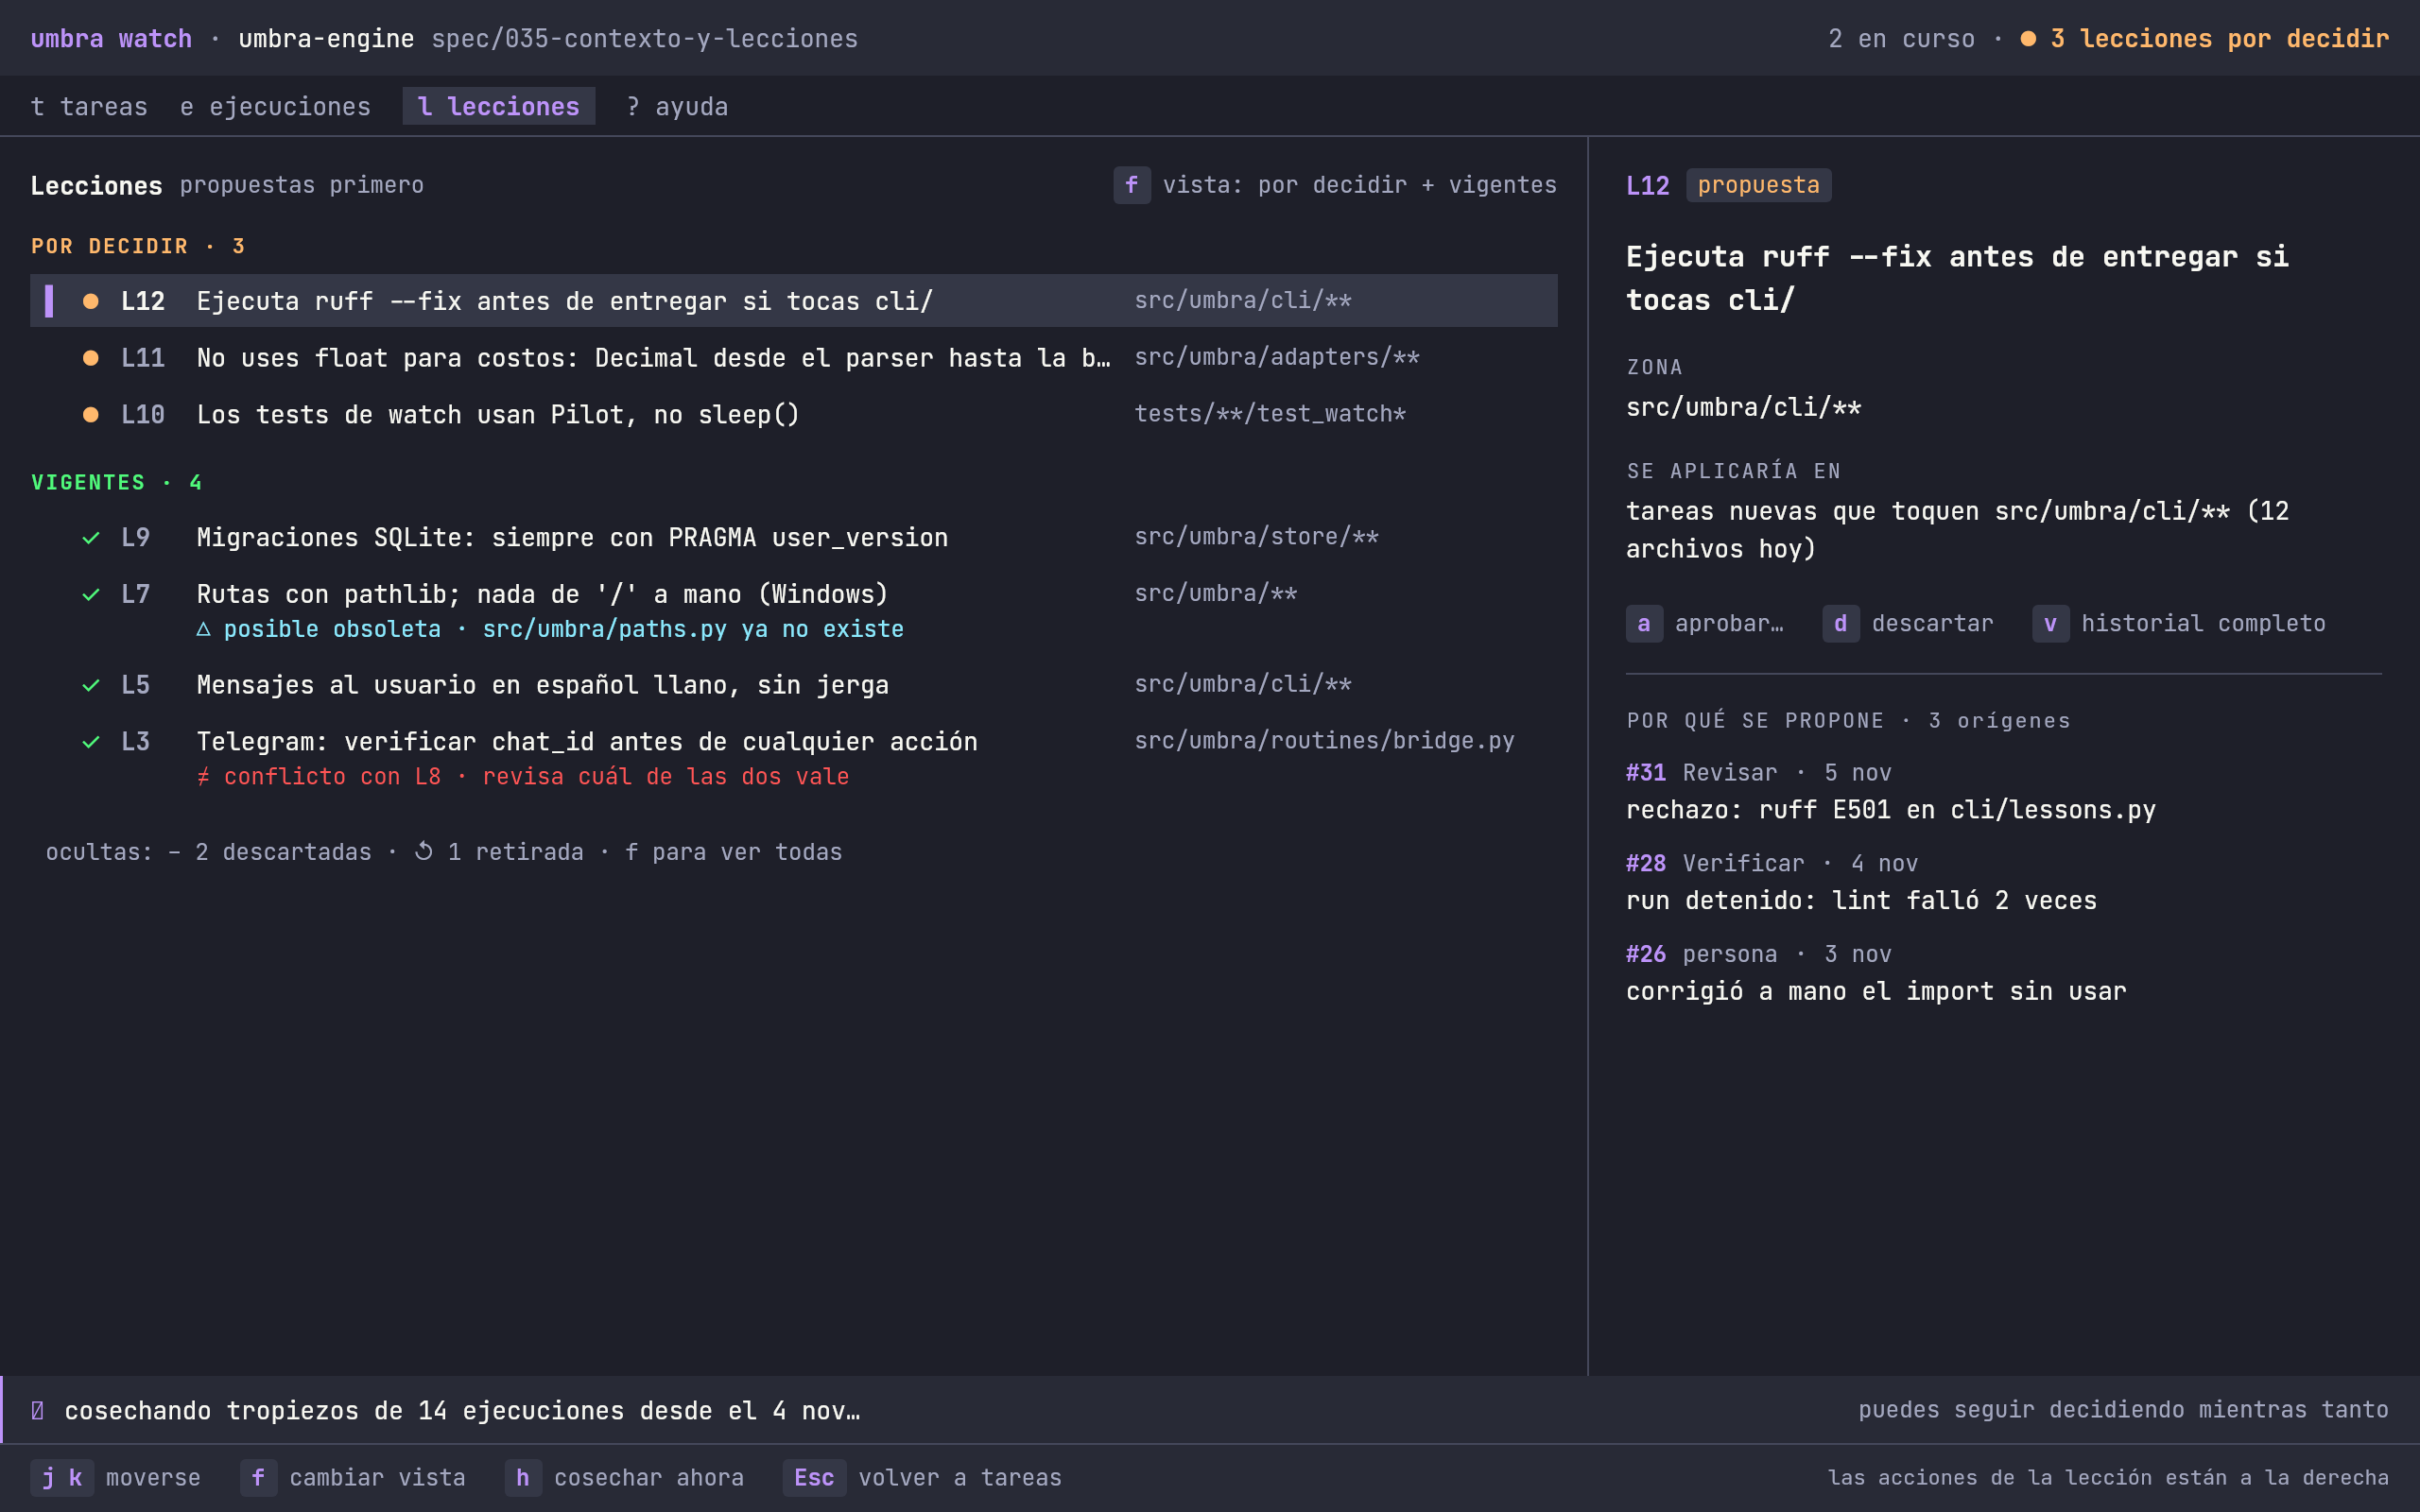 umbra watch · umbra-engine spec/035-contexto-y-lecciones
2 en curso · ● 3 lecciones por decidir
t tareas e ejecuciones l lecciones ? ayuda
Lecciones propuestas primero
f vista: por decidir + vigentes
POR DECIDIR · 3
● L12 Ejecuta ruff --fix antes de entregar si tocas cli/ src/umbra/cli/**
● L11 No uses float para costos: Decimal desde el parser hasta la b… src/umbra/adapters/**
● L10 Los tests de watch usan Pilot, no sleep() tests/**/test_watch*
VIGENTES · 4
✓ L9 Migraciones SQLite: siempre con PRAGMA user_version src/umbra/store/**
✓ L7 Rutas con pathlib; nada de '/' a mano (Windows) src/umbra/**
△ posible obsoleta · src/umbra/paths.py ya no existe
✓ L5 Mensajes al usuario en español llano, sin jerga src/umbra/cli/**
✓ L3 Telegram: verificar chat_id antes de cualquier acción src/umbra/routines/bridge.py
≠ conflicto con L8 · revisa cuál de las dos vale
ocultas: − 2 descartadas · ↺ 1 retirada · f para ver todas
L12 propuesta
Ejecuta ruff --fix antes de entregar si
tocas cli/
ZONA
src/umbra/cli/**
SE APLICARÍA EN
tareas nuevas que toquen src/umbra/cli/** (12
archivos hoy)
a aprobar… d descartar v historial completo
POR QUÉ SE PROPONE · 3 orígenes
#31 Revisar · 5 nov
rechazo: ruff E501 en cli/lessons.py
#28 Verificar · 4 nov
run detenido: lint falló 2 veces
#26 persona · 3 nov
corrigió a mano el import sin usar
cosechando tropiezos de 14 ejecuciones desde el 4 nov…
puedes seguir decidiendo mientras tanto
j k moverse f cambiar vista h cosechar ahora Esc volver a tareas
las acciones de la lección están a la derecha